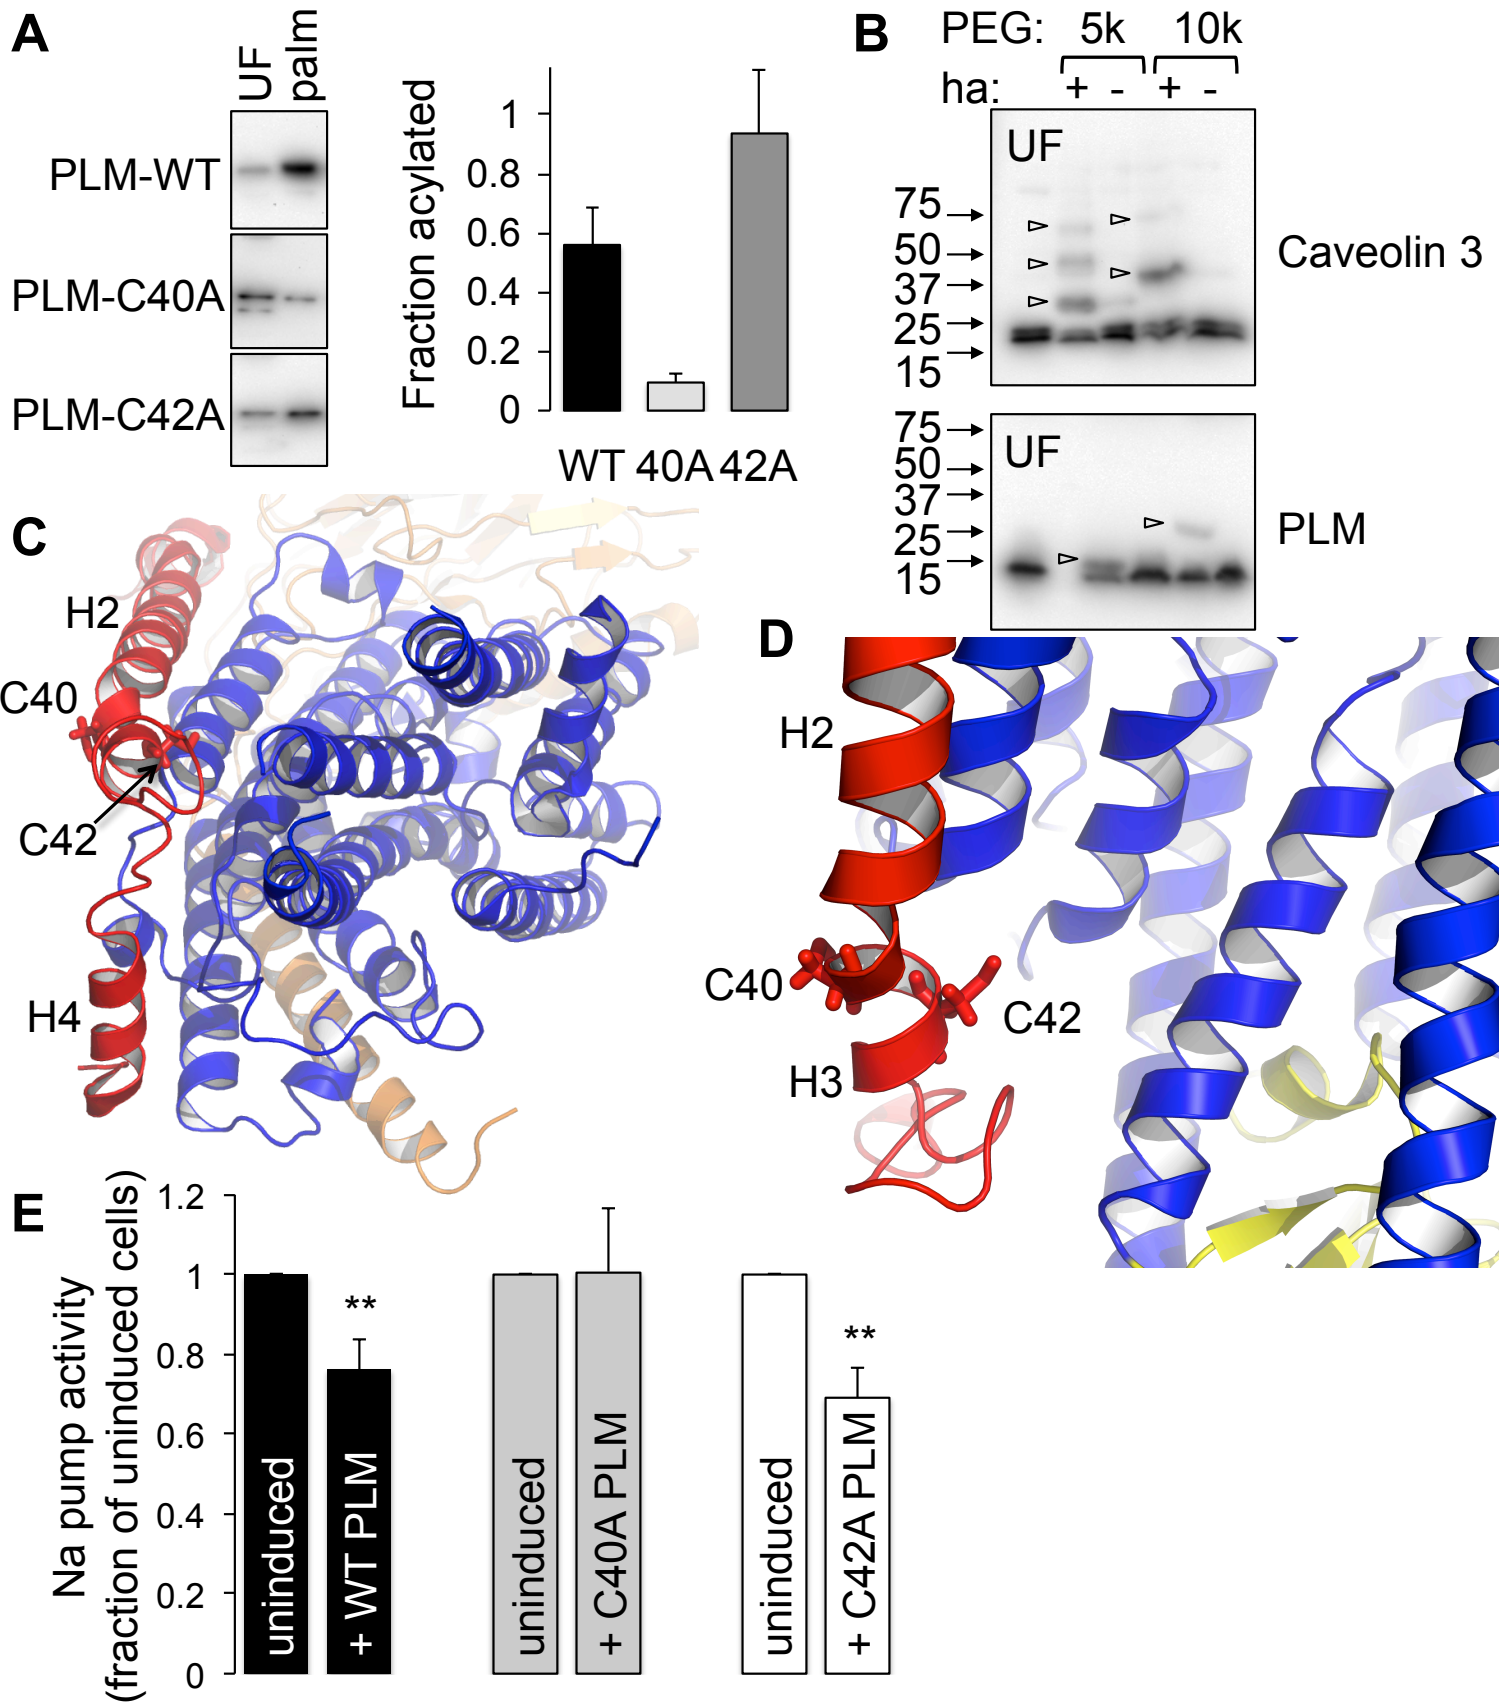 A
UF
palm
PLM-WT
PLM-C40A
PLM-C42A
Fraction acylated
1
0.8
0.6
0.4
0.2
0
WT 40A 42A
B
PEG: 5k 10k
ha: + - + -
UF
75
50
37
25
15
Caveolin 3
UF
75
50
37
25
15
PLM
C
H2
C40
C42
H4
D
H2
C40
C42
H3
E
Na pump activity
(fraction of uninduced cells)
1.2
1
0.8
0.6
0.4
0.2
0
uninduced
+ WT PLM
**
uninduced
+ C40A PLM
uninduced
+ C42A PLM
**